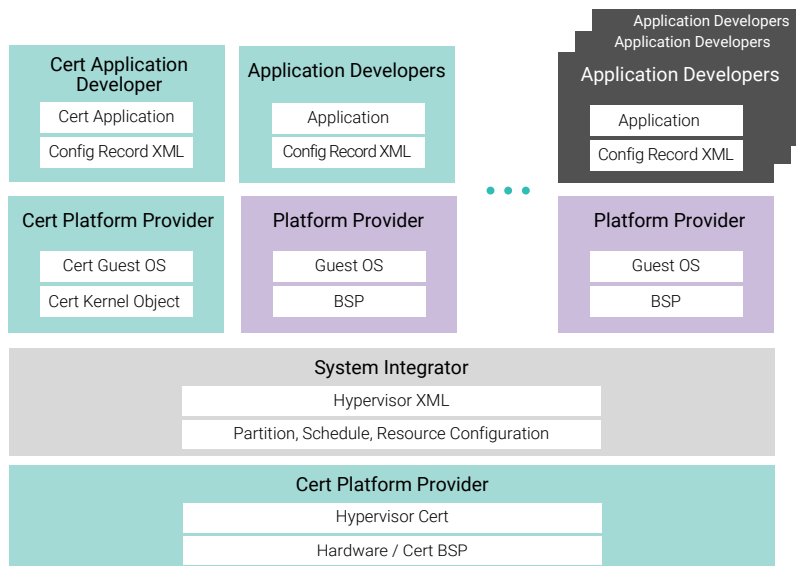 Application Developers
Application Developers
Cert Application
Developer
Cert Application
Config Record XML
Application Developers
Application
Config Record XML
Application Developers
Application
Config Record XML
Cert Platform Provider
Cert Guest OS
Cert Kernel Object
Platform Provider
Guest OS
BSP
Platform Provider
Guest OS
BSP
System Integrator
Hypervisor XML
Partition, Schedule, Resource Configuration
Cert Platform Provider
Hypervisor Cert
Hardware / Cert BSP